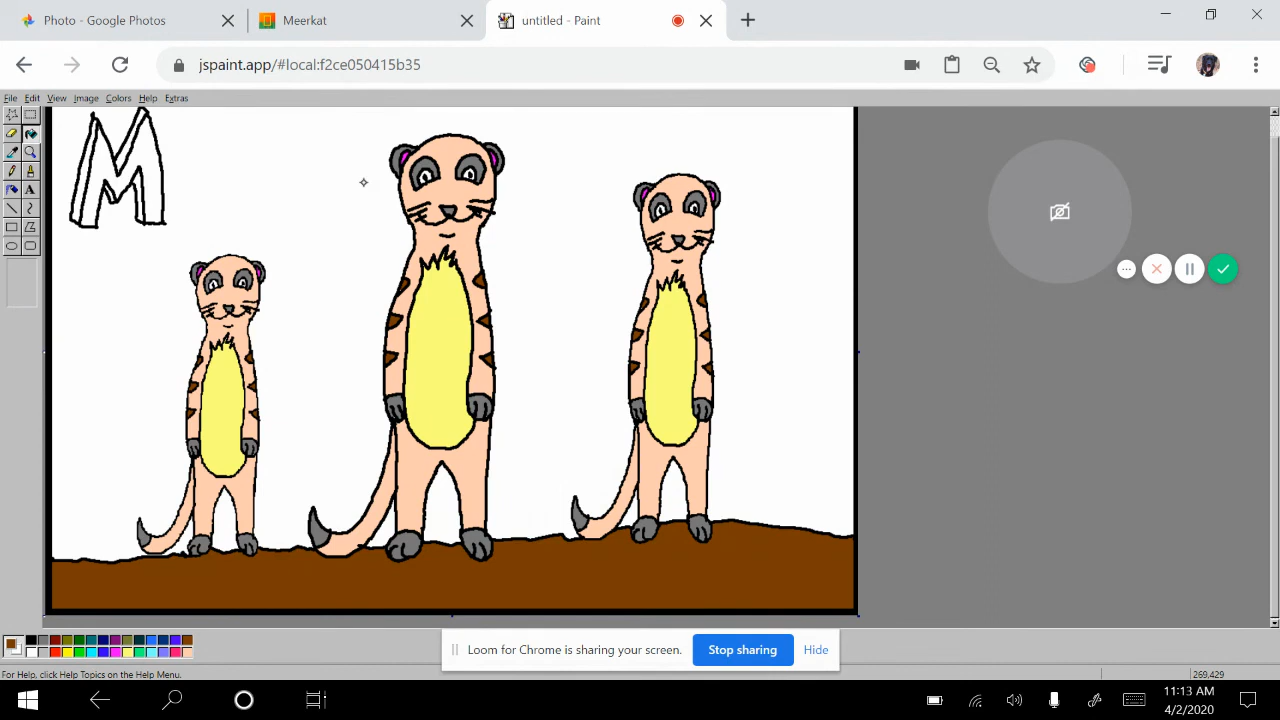 Photo - Google Photos
Meerkat
untitled - Paint
jspaint.app/#local:f2ce050415b35
File Edit View Image Colors Help Extras
M
Loom for Chrome is sharing your screen. Stop sharing Hide
For Help, click Help Topics on the Help Menu. 269,429
11:13 AM
4/2/2020